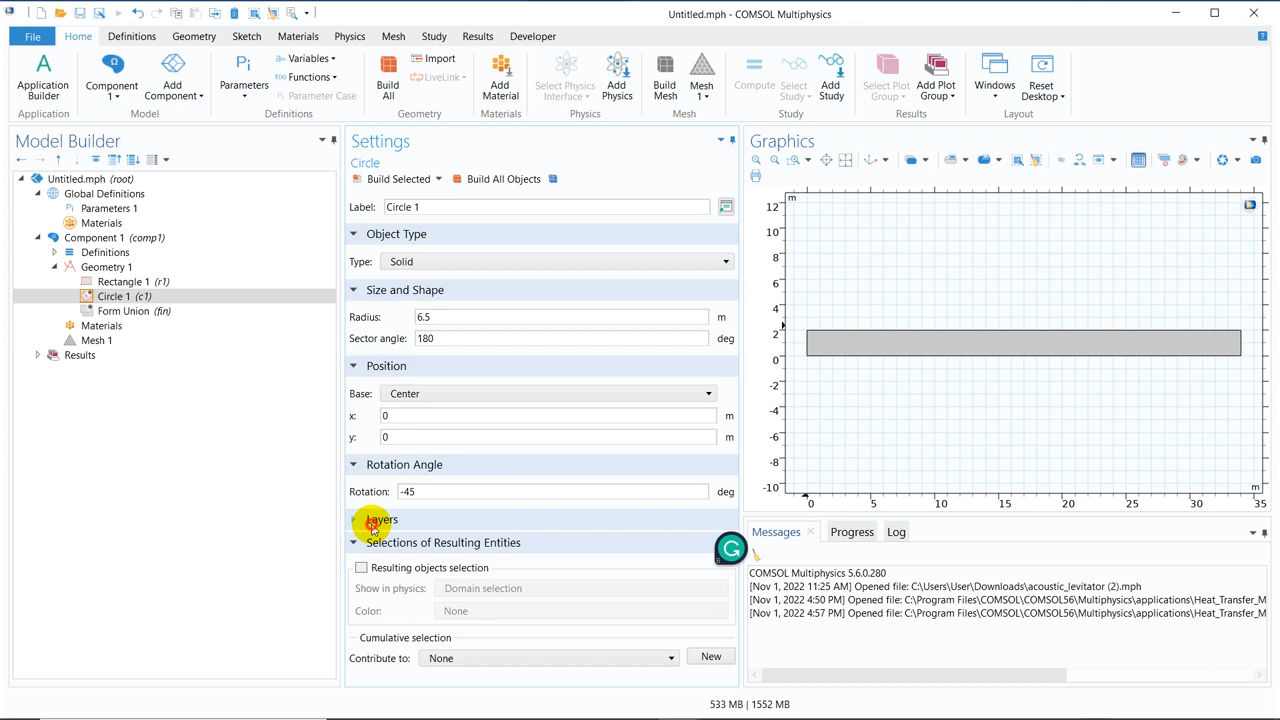 Untitled.mph - COMSOL Multiphysics
File Home Definitions Geometry Sketch Materials Physics Mesh Study Results Developer
Application Builder
Component 1
Add Component
Parameters
a= Variables
f(x) Functions
Pi Parameter Case
Build All
Import
LiveLink
Add Material
Select Physics Interface
Add Physics
Build Mesh
Mesh 1
Compute
Select Study
Add Study
Select Plot Group
Add Plot Group
Windows
Reset Desktop
Application Model Definitions Geometry Materials Physics Mesh Study Results Layout
Model Builder
Untitled.mph (root)
Global Definitions
Parameters 1
Materials
Component 1 (comp1)
Definitions
Geometry 1
Rectangle 1 (r1)
Circle 1 (c1)
Form Union (fin)
Materials
Mesh 1
Results
Settings
Circle
Build Selected Build All Objects
Label: Circle 1
Object Type
Type: Solid
Size and Shape
Radius: 6.5 m
Sector angle: 180 deg
Position
Base: Center
x: 0 m
y: 0 m
Rotation Angle
Rotation: -45 deg
Layers
Selections of Resulting Entities
Resulting objects selection
Show in physics: Domain selection
Color: None
Cumulative selection
Contribute to: None New
Graphics
m
12
10
8
6
4
2
0
-2
-4
-6
-8
-10
m
0 5 10 15 20 25 30 35
Messages Progress Log
COMSOL Multiphysics 5.6.0.280
[Nov 1, 2022 11:25 AM] Opened file: C:\Users\User\Downloads\acoustic_levitator (2).mph
[Nov 1, 2022 4:50 PM] Opened file: C:\Program Files\COMSOL\COMSOL56\Multiphysics\applications\Heat_Transfer_M
[Nov 1, 2022 4:57 PM] Opened file: C:\Program Files\COMSOL\COMSOL56\Multiphysics\applications\Heat_Transfer_M
533 MB | 1552 MB